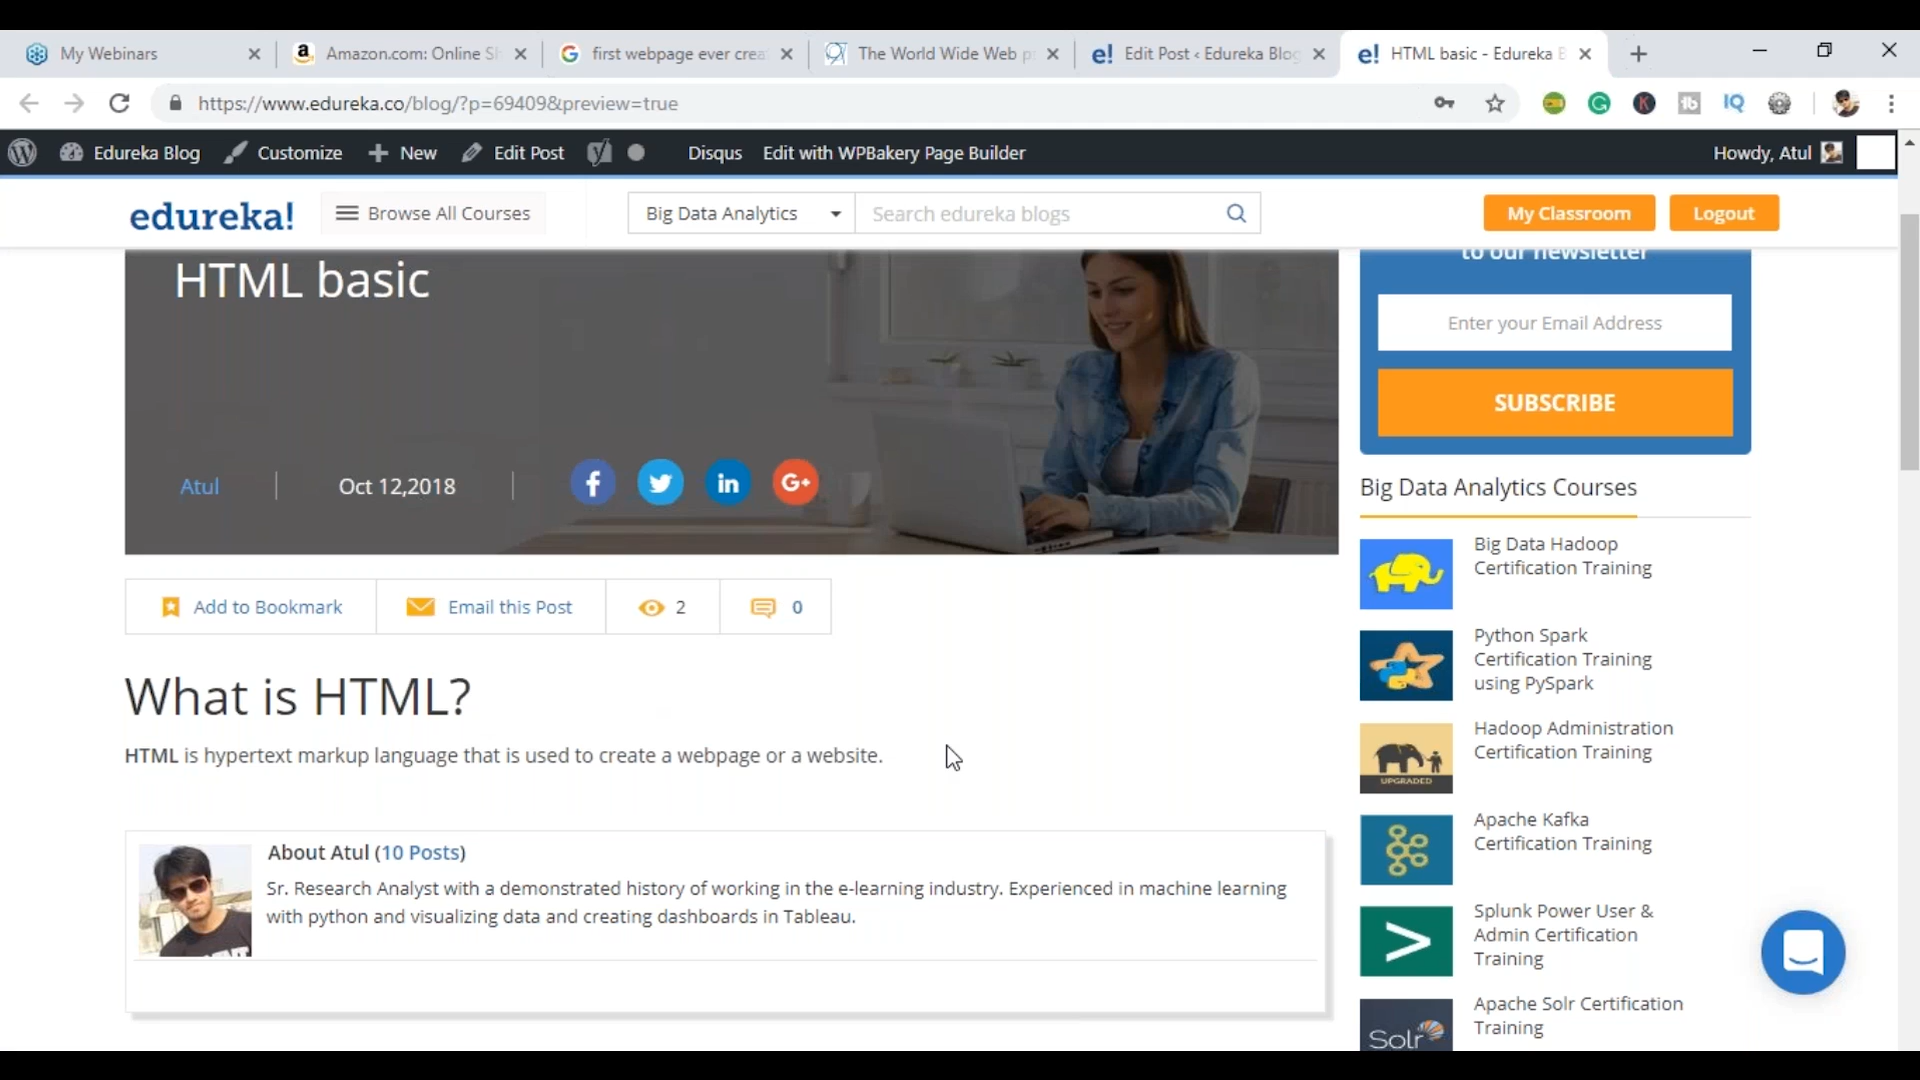 My Webinars
Amazon.com: Online Sh
first webpage ever crea
The World Wide Web p
Edit Post ‹ Edureka Blog
HTML basic - Edureka B
https://www.edureka.co/blog/?p=69409&preview=true
Edureka Blog
Customize
New
Edit Post
Disqus
Edit with WPBakery Page Builder
Howdy, Atul
edureka!
Browse All Courses
Big Data Analytics
Search edureka blogs
My Classroom
Logout
HTML basic
to our newsletter
Enter your Email Address
SUBSCRIBE
Atul
Oct 12,2018
Add to Bookmark
Email this Post
2
0
What is HTML?
HTML is hypertext markup language that is used to create a webpage or a website.
About Atul (10 Posts)
Sr. Research Analyst with a demonstrated history of working in the e-learning industry. Experienced in machine learning
with python and visualizing data and creating dashboards in Tableau.
Big Data Analytics Courses
Big Data Hadoop
Certification Training
Python Spark
Certification Training
using PySpark
Hadoop Administration
Certification Training
UPGRADED
Apache Kafka
Certification Training
Splunk Power User &
Admin Certification
Training
Apache Solr Certification
Training
Solr